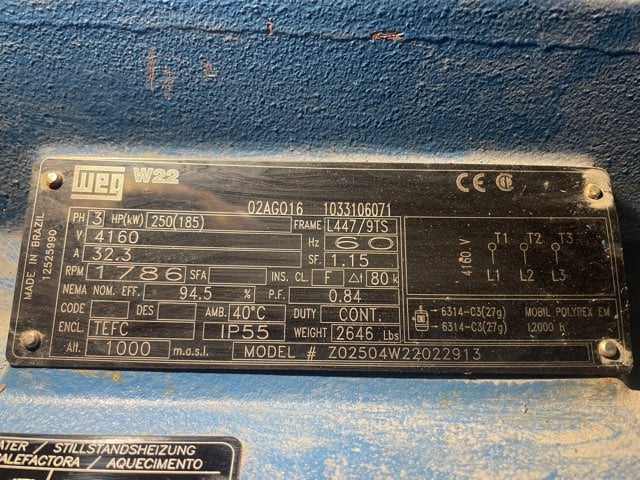 WEG W22
CE
02AGO16 1033106071
PH 3 HP(kW) 250(185) FRAME L447/9TS
V 4160 Hz 60
A 32.3 SF. 1.15
RPM 1786 SFA INS. CL. F Δt 80 k
NEMA NOM. EFF. 94.5 % P.F. 0.84
CODE DES AMB. 40°C DUTY CONT.
ENCL. TEFC IP55 WEIGHT 2646 Lbs
Alt. 1000 m.a.s.l. MODEL # Z02504W22022913
MADE IN BRAZIL
12525990
4160 V
T1 T2 T3
L1 L2 L3
6314-C3(27g) MOBIL POLYREX EM
6314-C3(27g) 12000 h
ATER / STILLSTANDSHEIZUNG
ALEFACTORA / AQUECIMENTO